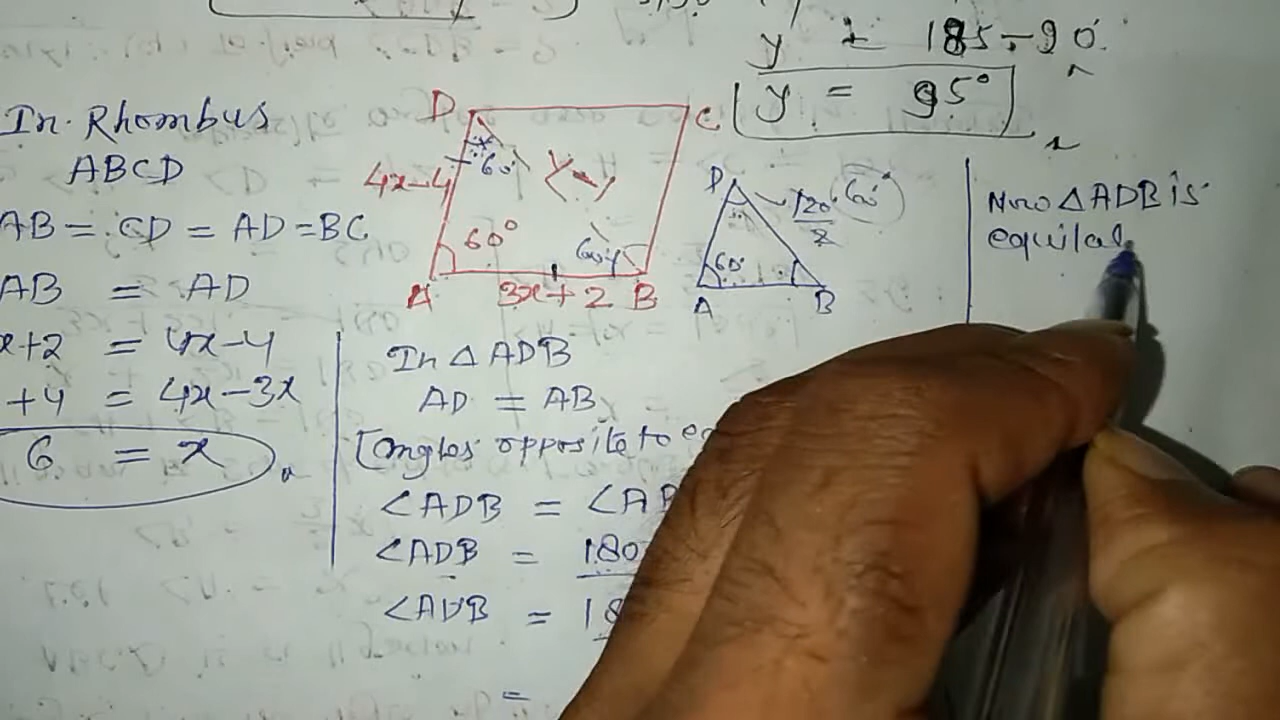 y = 185-90°
y = 95°
In Rhombus
ABCD
AB = CD = AD = BC
AB = AD
x+2 = 4x-4
+4 = 4x-3x
6 = x
D
C
4x-4
60°
60°
60°
A
3x+2
B
D
120°
2
60°
60°
A
B
In △ADB
AD = AB
[angles opposite to
∠ADB = ∠AB
∠ADB = 180
∠ADB = 18
=
Now △ADB is
equilat